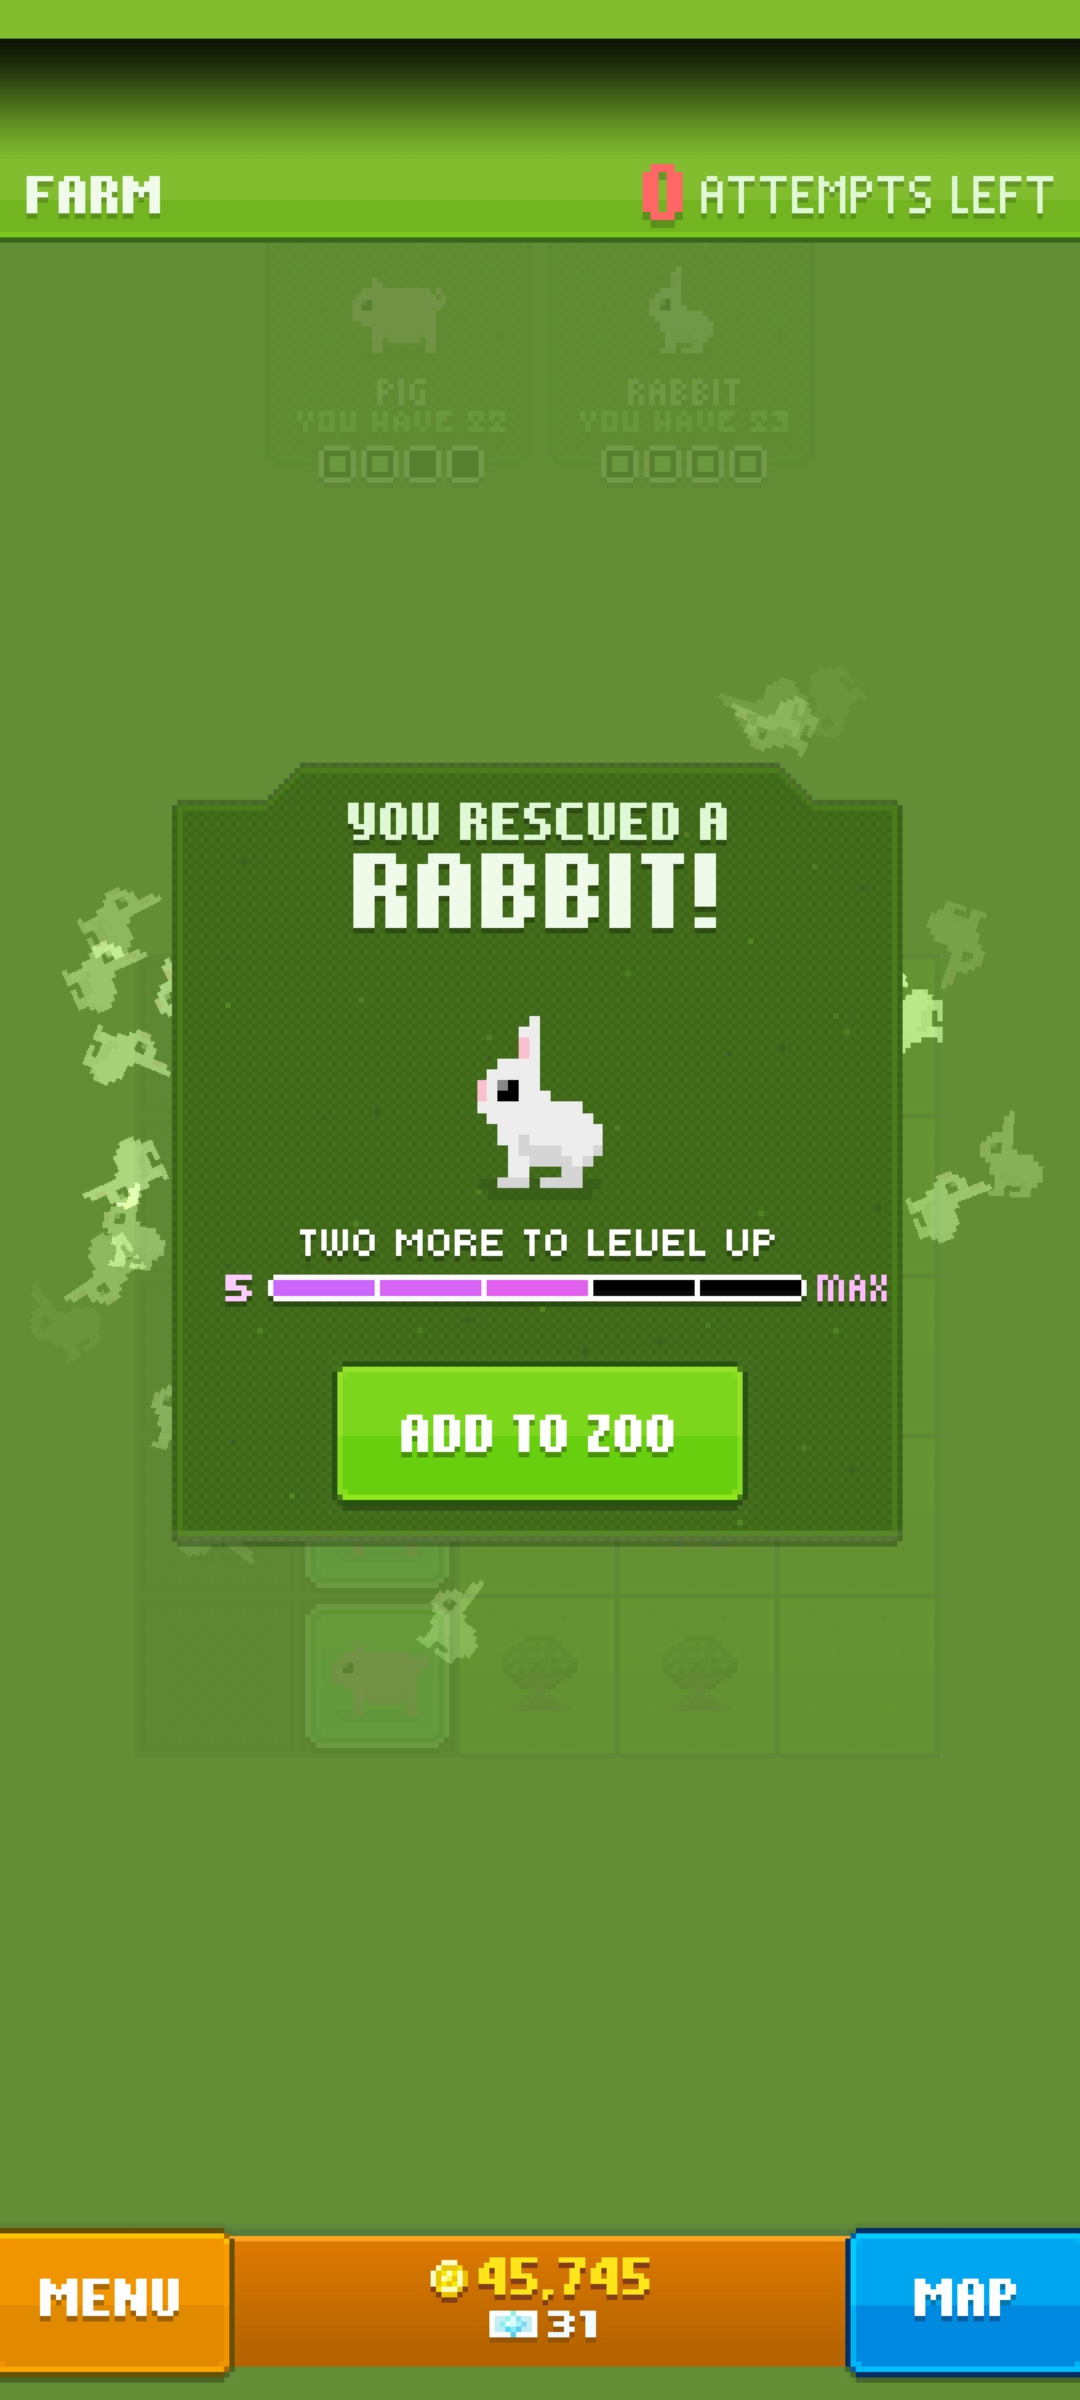 FARM
0 ATTEMPTS LEFT
PIG
YOU HAVE 22
RABBIT
YOU HAVE 23
YOU RESCUED A
RABBIT!
TWO MORE TO LEVEL UP
5 MAX
ADD TO ZOO
MENU
45,745
31
MAP